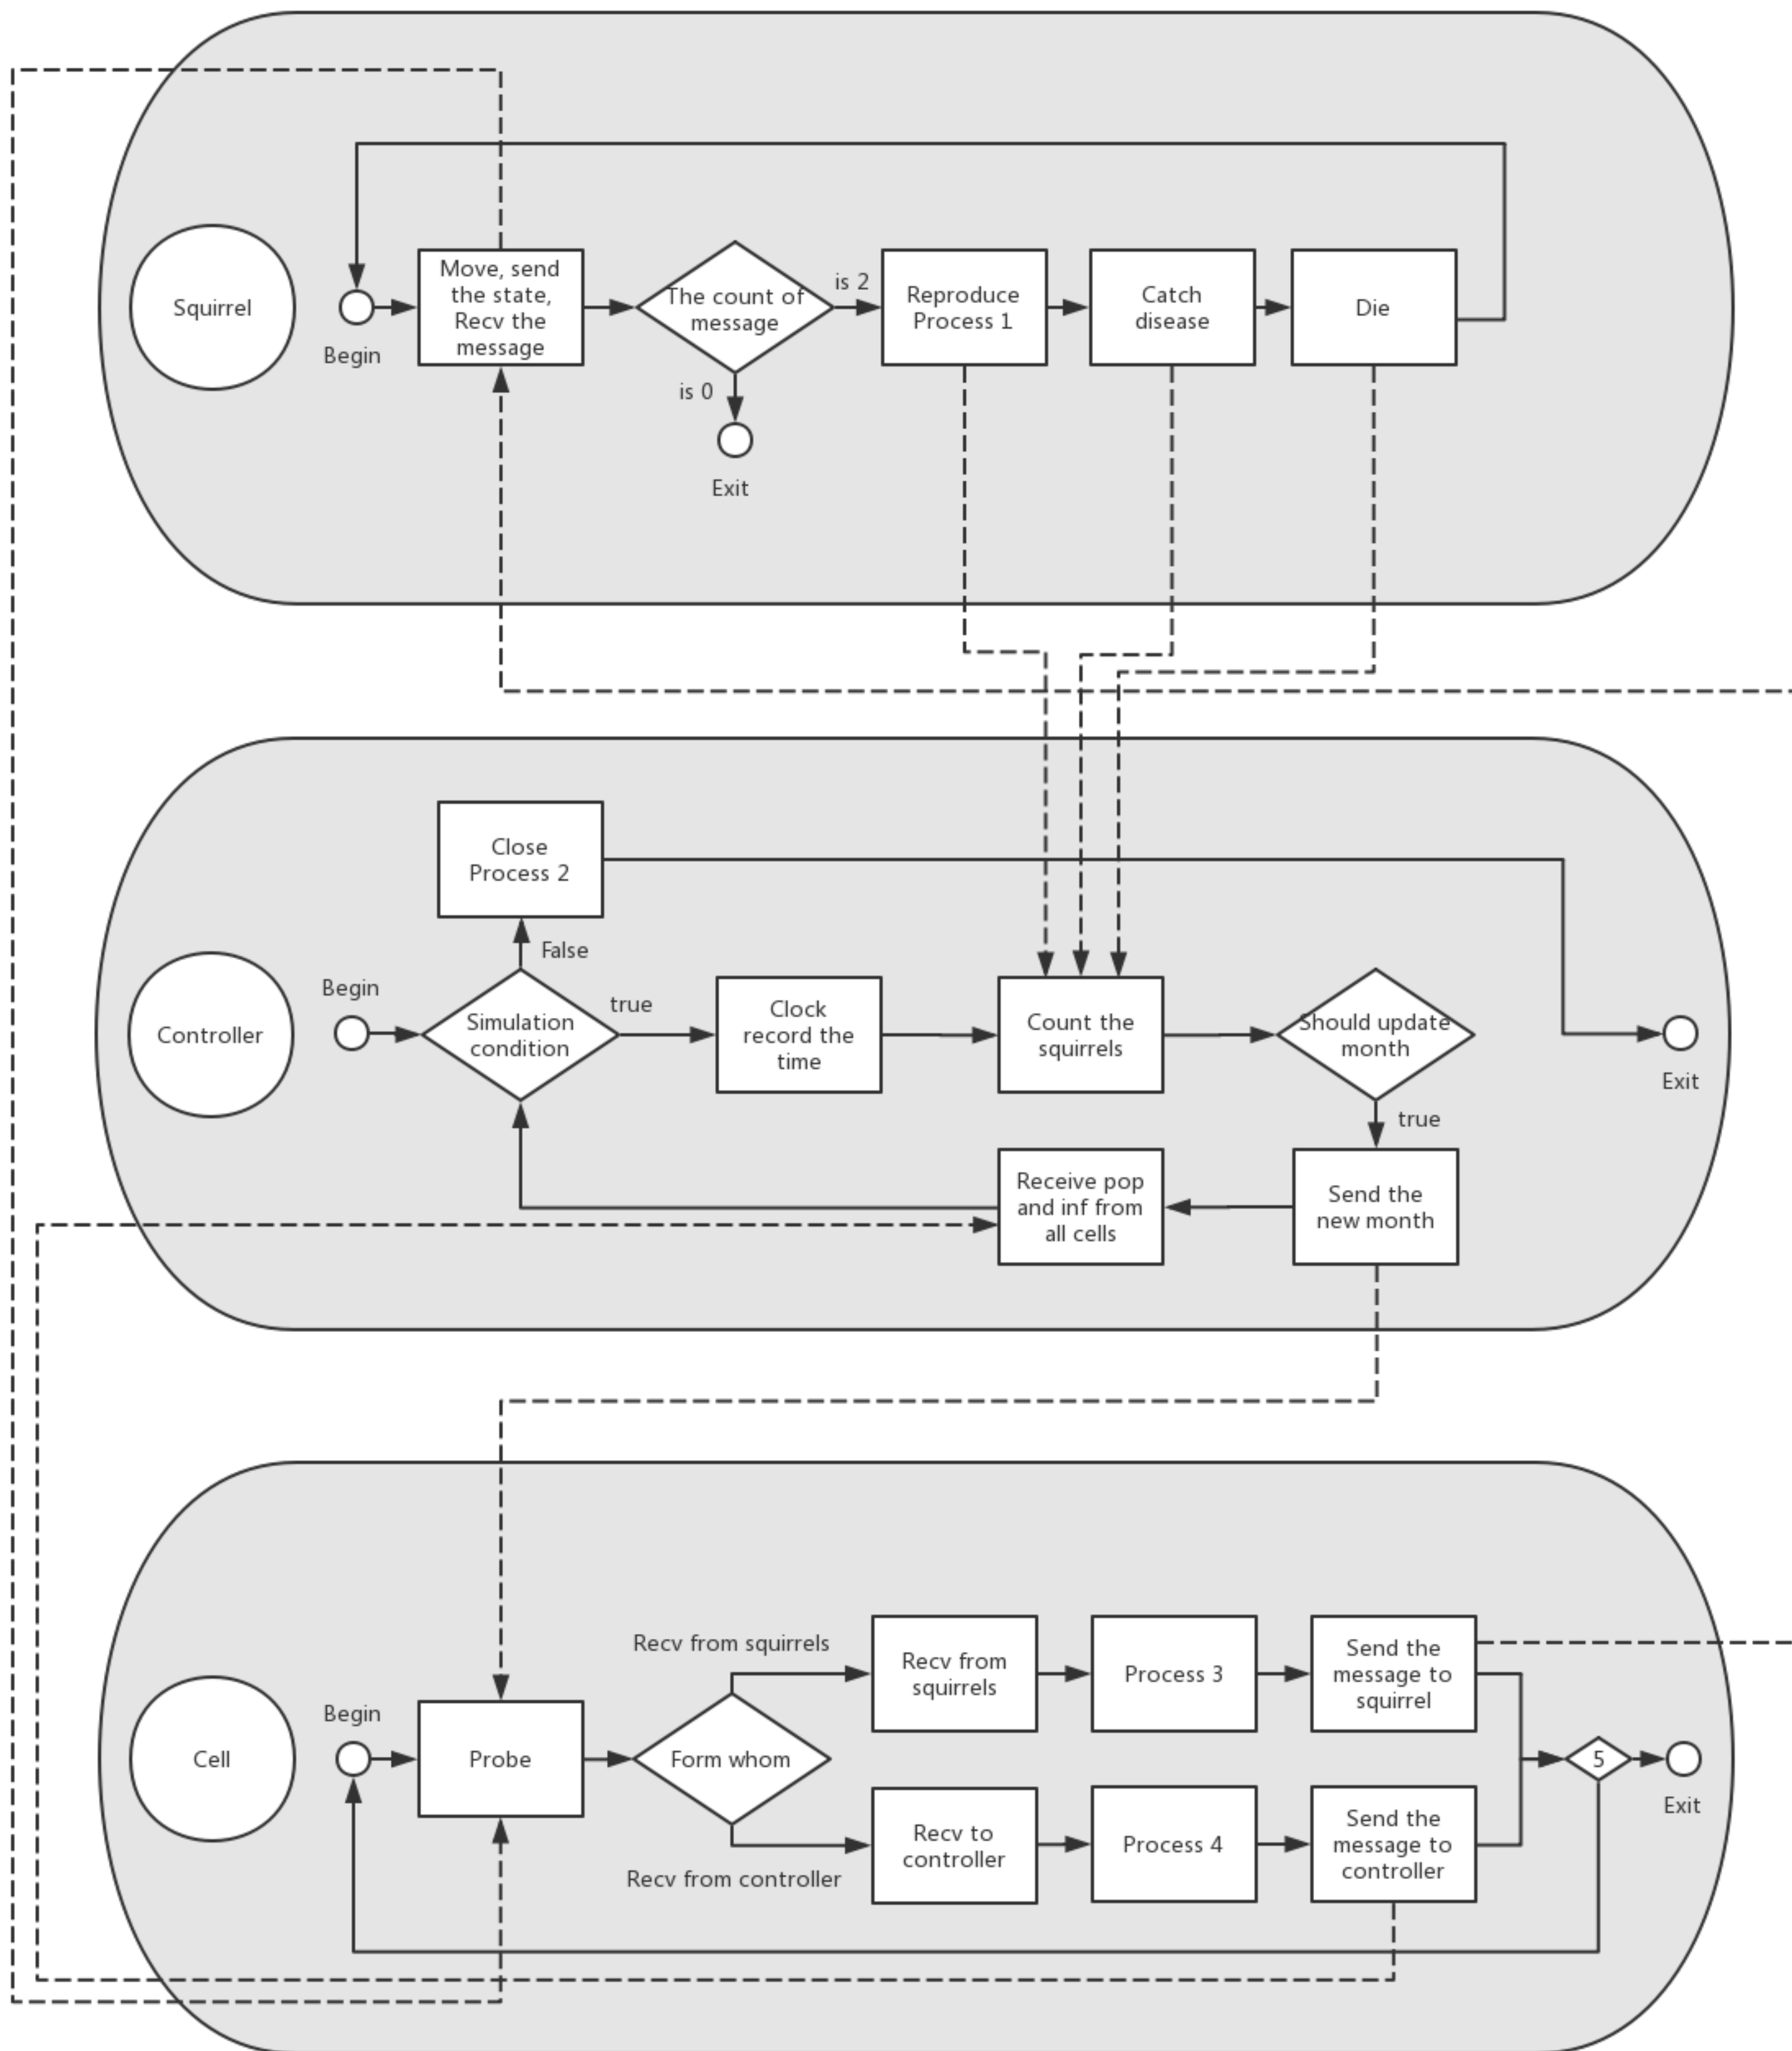 Squirrel
Begin
Move, send
the state,
Recv the
message
The count of
message
is 2
is 0
Exit
Reproduce
Process 1
Catch
disease
Die
Close
Process 2
False
Controller
Begin
Simulation
condition
true
Clock
record the
time
Count the
squirrels
Should update
month
true
Exit
Receive pop
and inf from
all cells
Send the
new month
Cell
Begin
Probe
Form whom
Recv from squirrels
Recv from
squirrels
Process 3
Send the
message to
squirrel
Recv from controller
Recv to
controller
Process 4
Send the
message to
controller
5
Exit